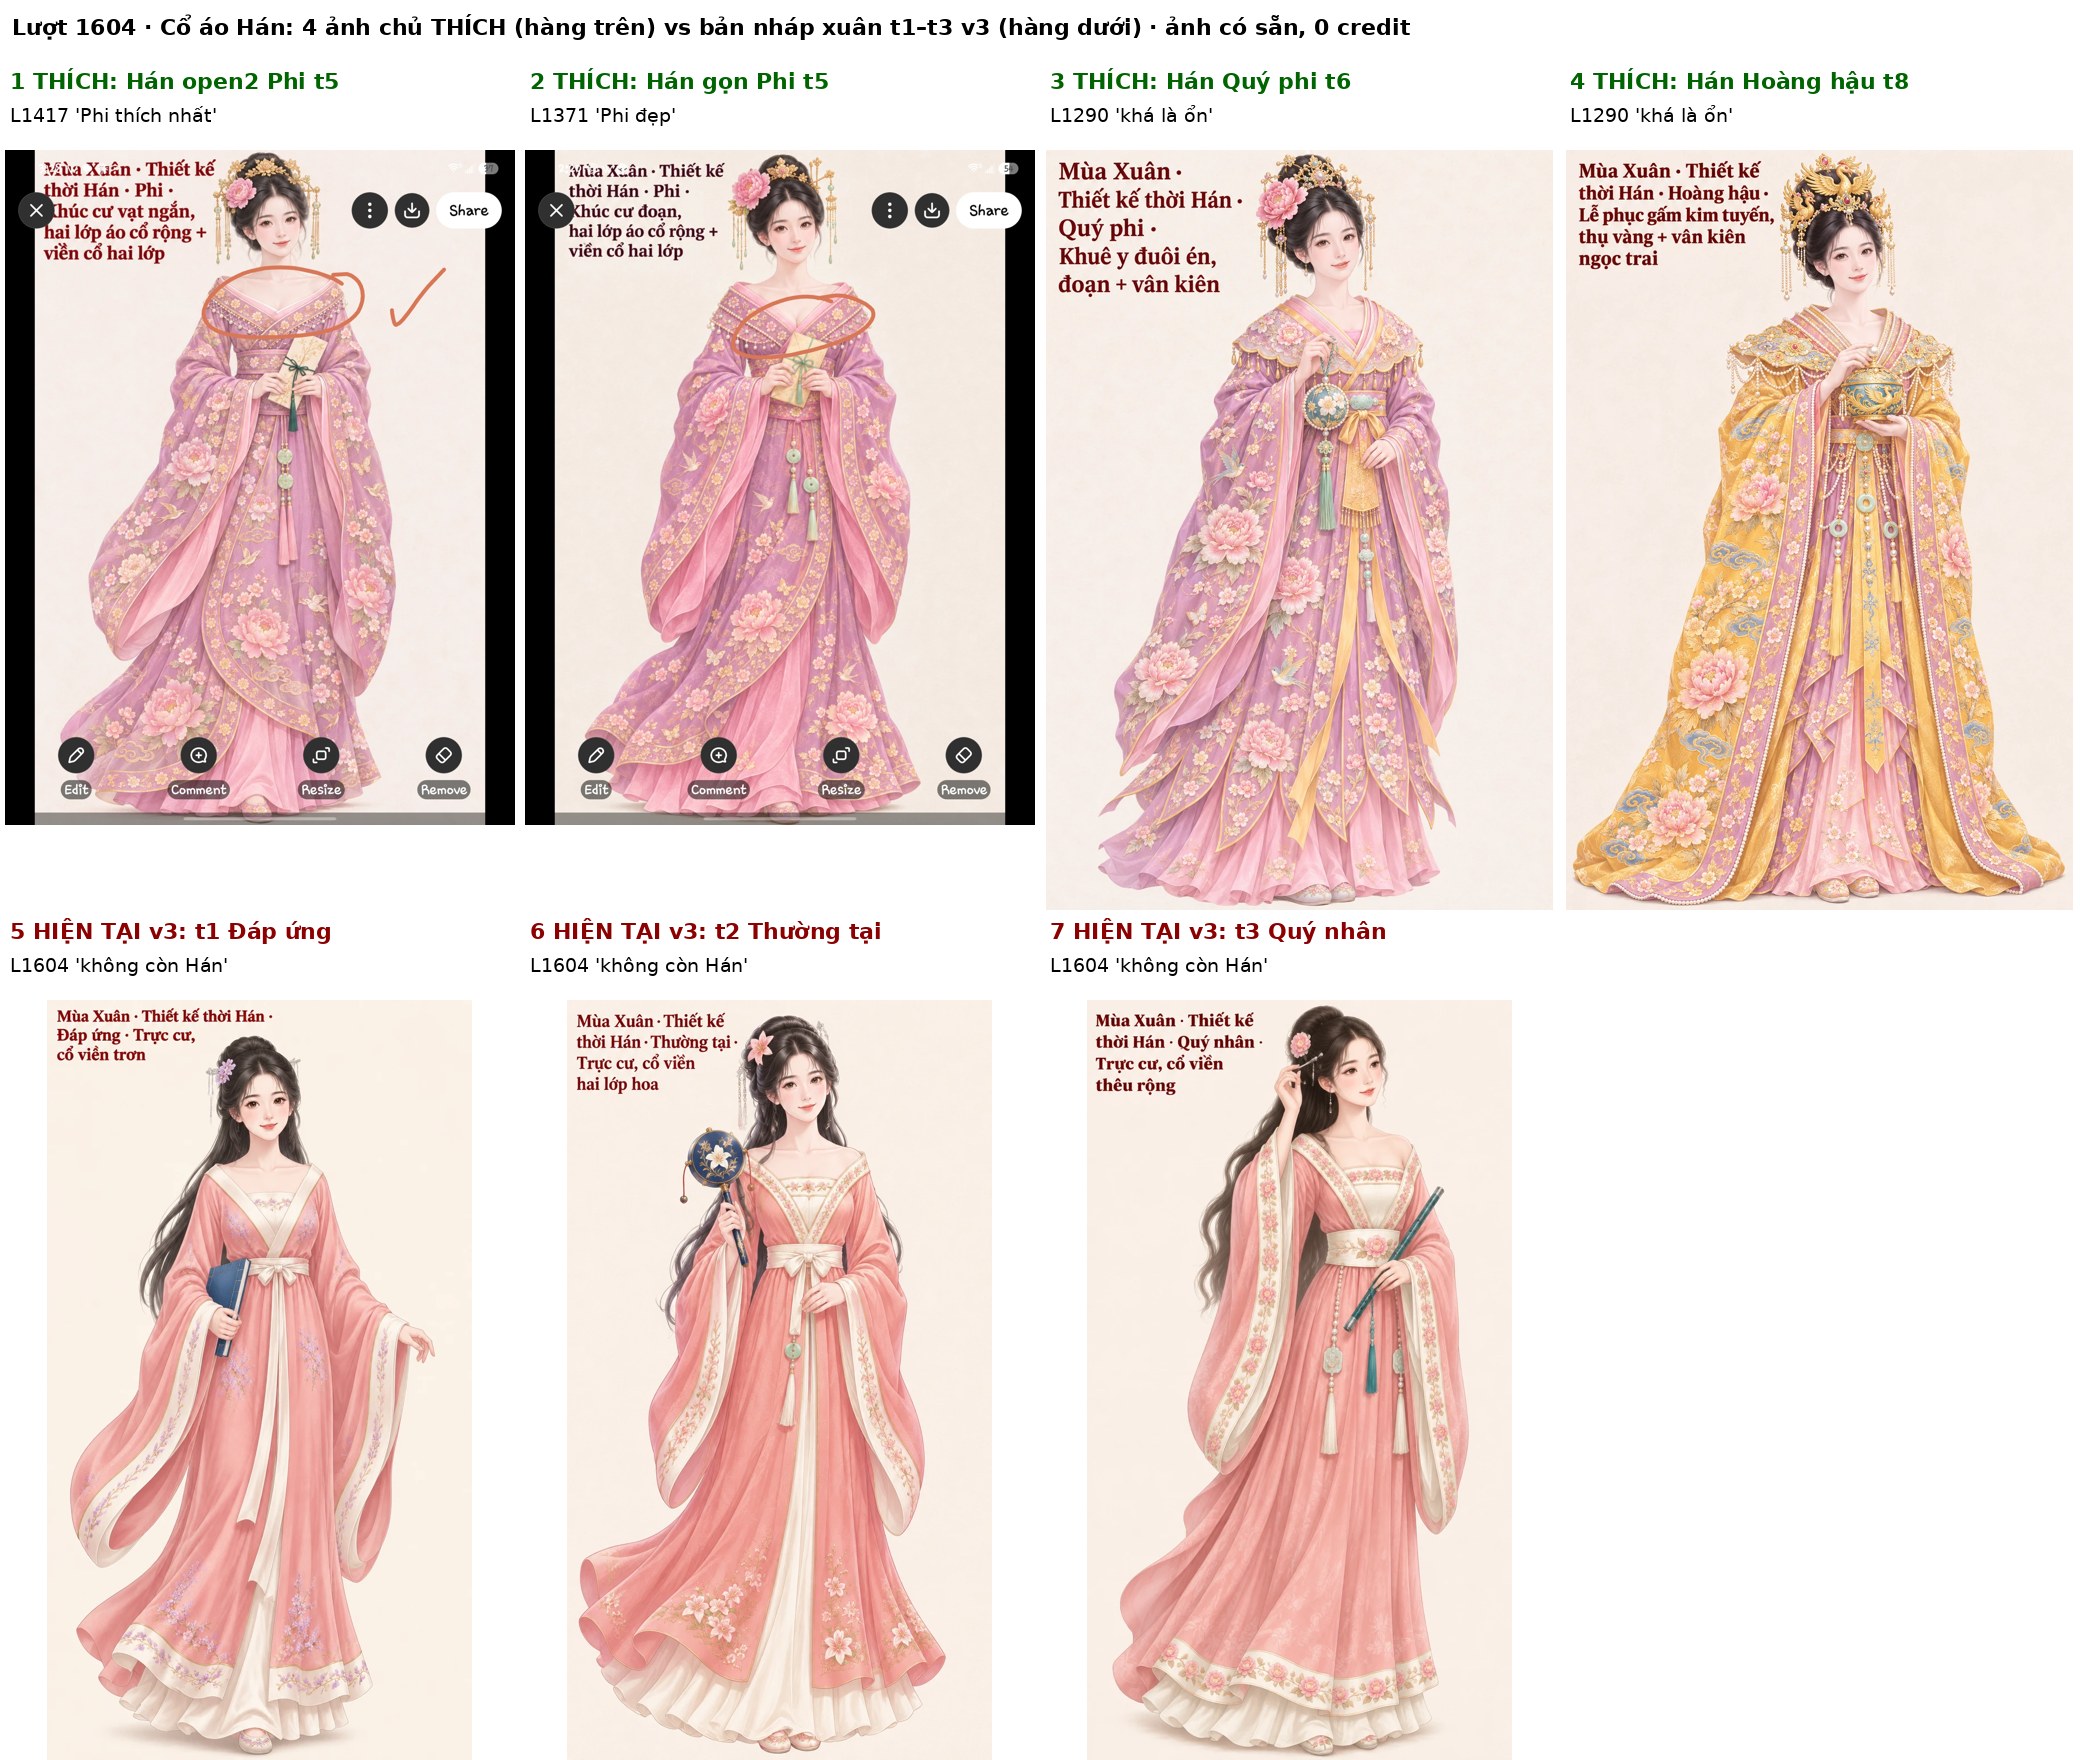 Lượt 1604 · Cổ áo Hán: 4 ảnh chủ THÍCH (hàng trên) vs bản nháp xuân t1–t3 v3 (hàng dưới) · ảnh có sẵn, 0 credit
1 THÍCH: Hán open2 Phi t5
L1417 'Phi thích nhất'
2 THÍCH: Hán gọn Phi t5
L1371 'Phi đẹp'
3 THÍCH: Hán Quý phi t6
L1290 'khá là ổn'
4 THÍCH: Hán Hoàng hậu t8
L1290 'khá là ổn'
Mùa Xuân · Thiết kế
thời Hán · Phi ·
Khúc cư vạt ngắn,
hai lớp áo cổ rộng +
viền cổ hai lớp
Share
Edit
Comment
Resize
Remove
Mùa Xuân · Thiết kế
thời Hán · Phi ·
Khúc cư đoạn,
hai lớp áo cổ rộng +
viền cổ hai lớp
Share
Edit
Comment
Resize
Remove
Mùa Xuân ·
Thiết kế thời Hán ·
Quý phi ·
Khuê y đuôi én,
đoạn + vân kiên
Mùa Xuân · Thiết kế
thời Hán · Hoàng hậu ·
Lễ phục gấm kim tuyến,
thụ vàng + vân kiên
ngọc trai
5 HIỆN TẠI v3: t1 Đáp ứng
L1604 'không còn Hán'
6 HIỆN TẠI v3: t2 Thường tại
L1604 'không còn Hán'
7 HIỆN TẠI v3: t3 Quý nhân
L1604 'không còn Hán'
Mùa Xuân · Thiết kế thời Hán ·
Đáp ứng · Trực cư,
cổ viền trơn
Mùa Xuân · Thiết kế
thời Hán · Thường tại ·
Trực cư, cổ viền
hai lớp hoa
Mùa Xuân · Thiết kế
thời Hán · Quý nhân ·
Trực cư, cổ viền
thêu rộng